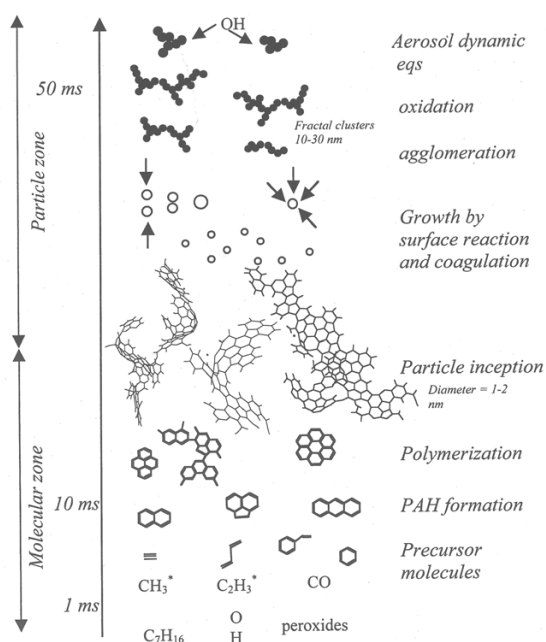 OH
Aerosol dynamic
eqs
50 ms
oxidation
Fractal clusters
10-30 nm
agglomeration
Particle zone
Growth by
surface reaction
and coagulation
Particle inception
Diameter = 1-2
nm
Molecular zone
Polymerization
10 ms
PAH formation
Precursor
molecules
CH₃*
C₂H₃*
CO
1 ms
O
H
peroxides
C₇H₁₆